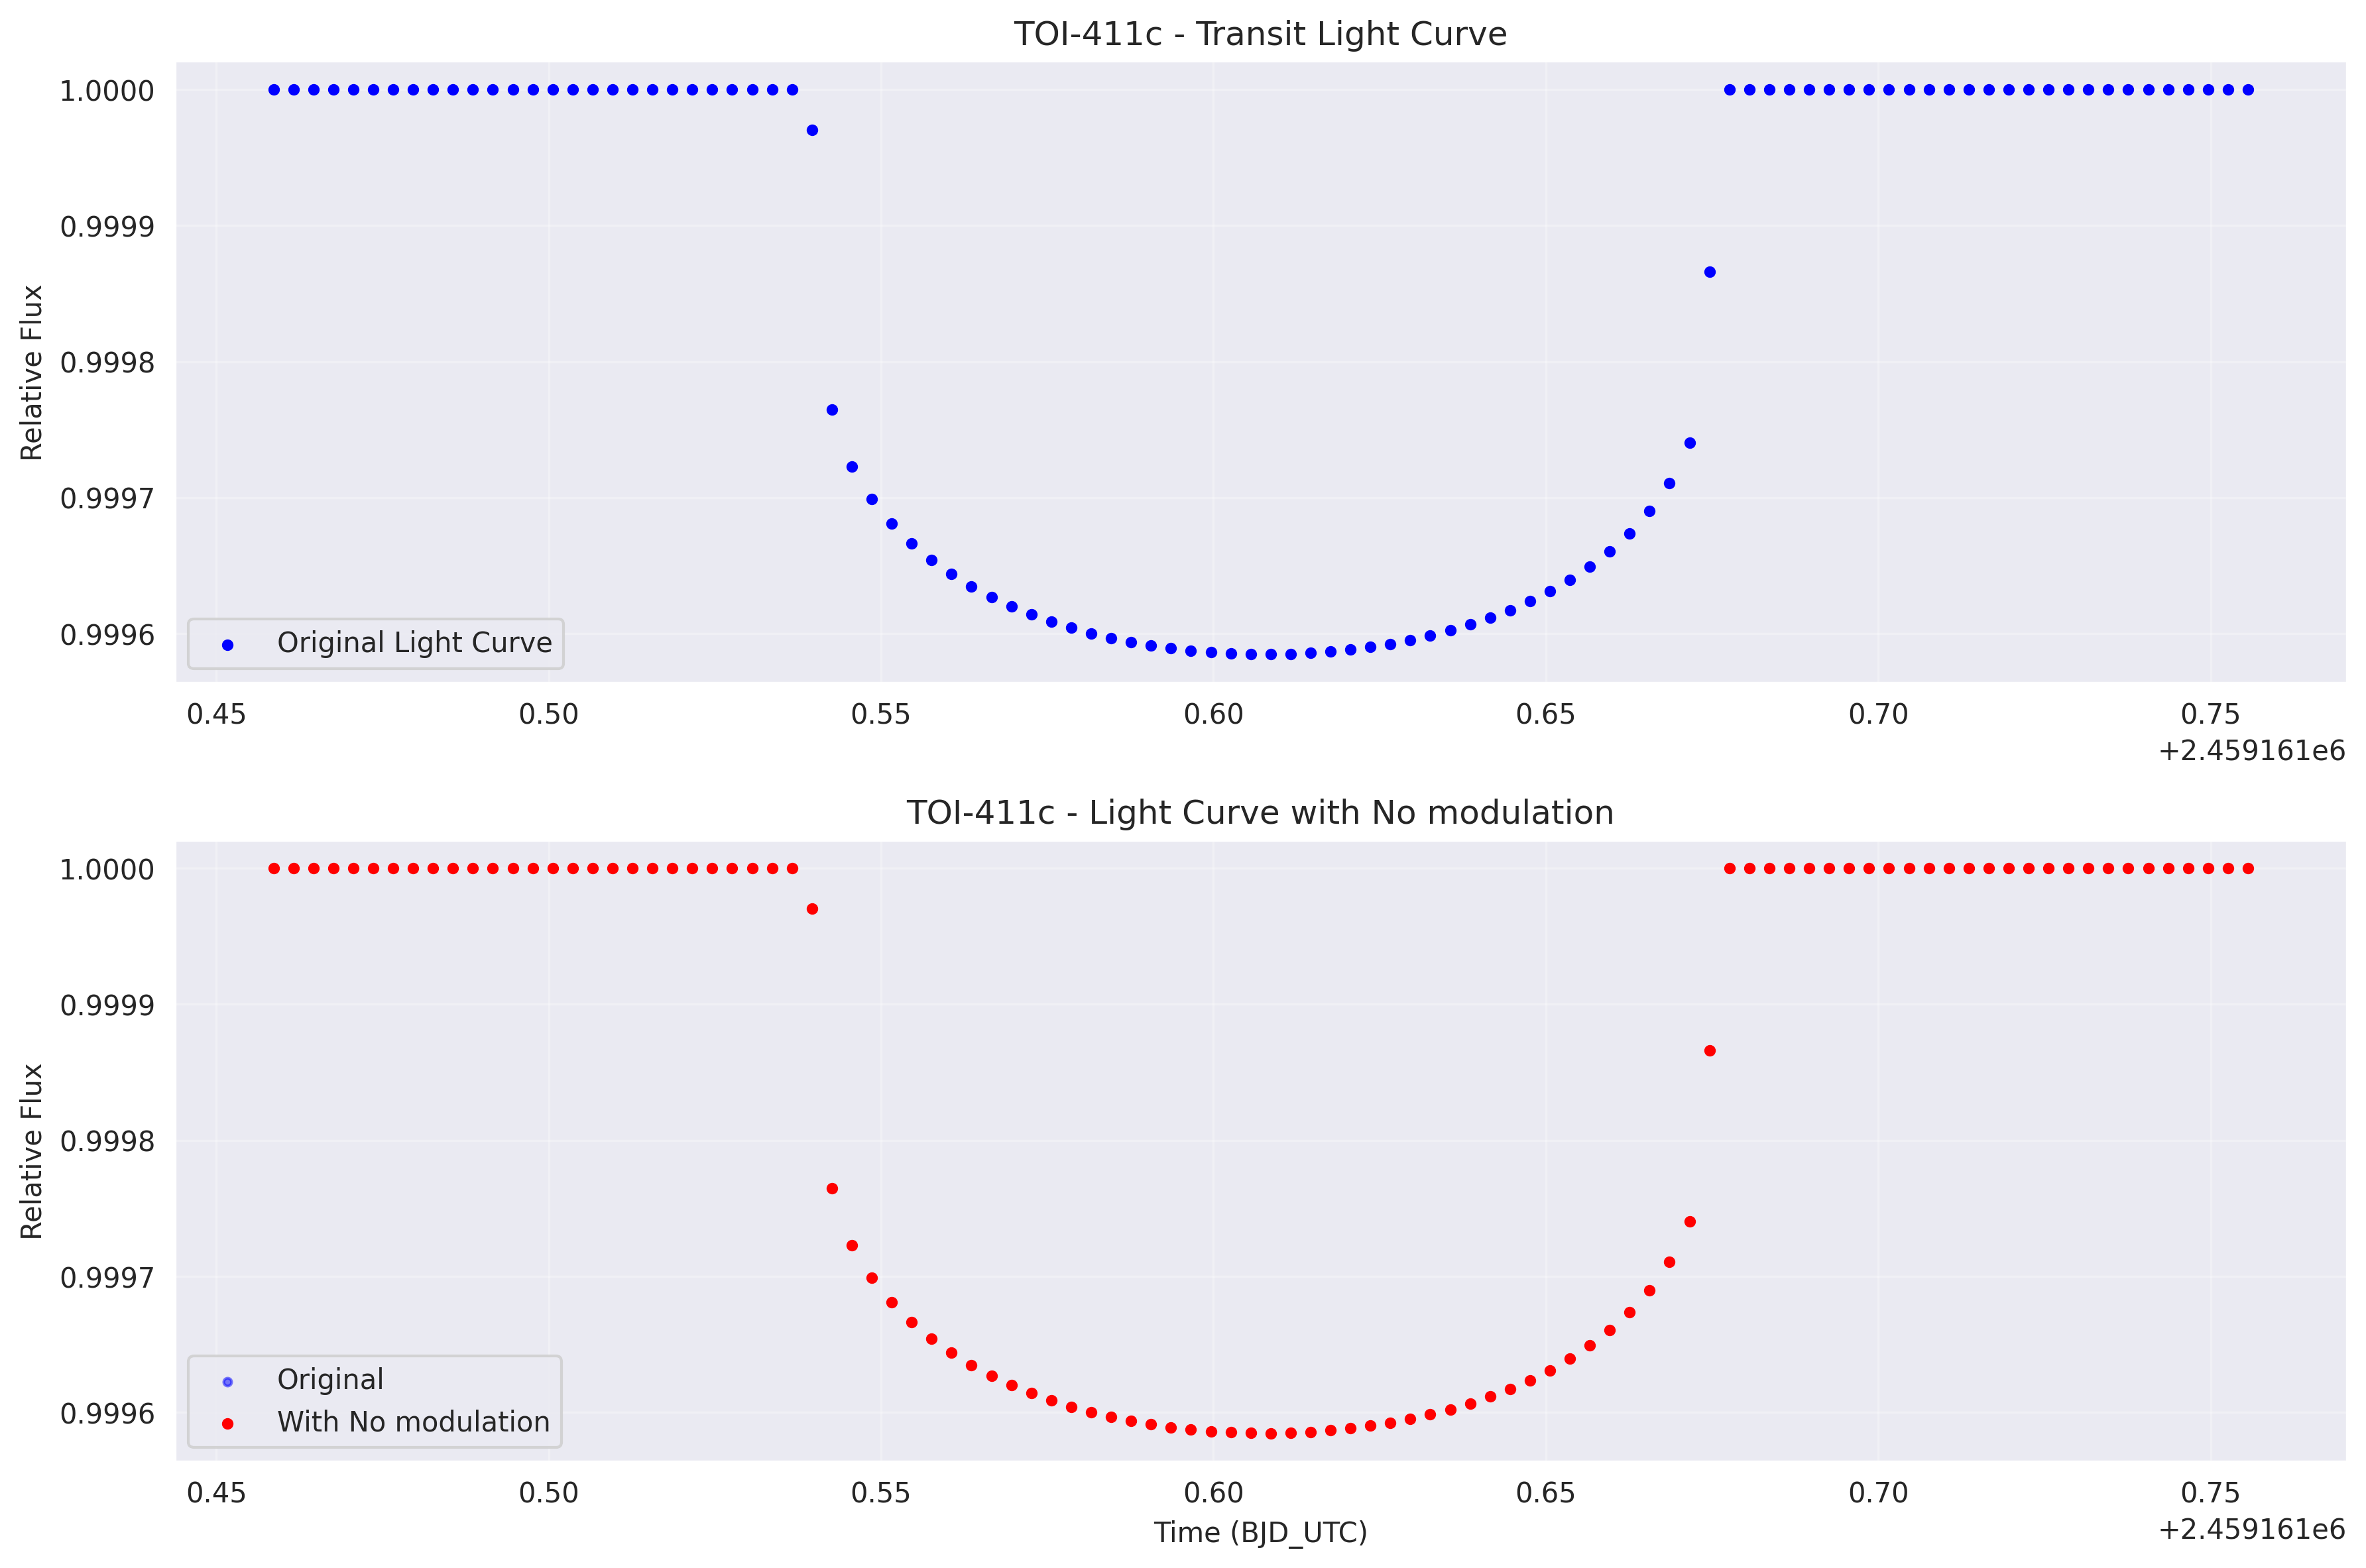 TOI-411c - Transit Light Curve
1.0000
0.9999
0.9998
0.9997
0.9996
Relative Flux
Original Light Curve
0.45 0.50 0.55 0.60 0.65 0.70 0.75
+2.459161e6
TOI-411c - Light Curve with No modulation
1.0000
0.9999
0.9998
0.9997
0.9996
Relative Flux
Original
With No modulation
0.45 0.50 0.55 0.60 0.65 0.70 0.75
Time (BJD_UTC)
+2.459161e6